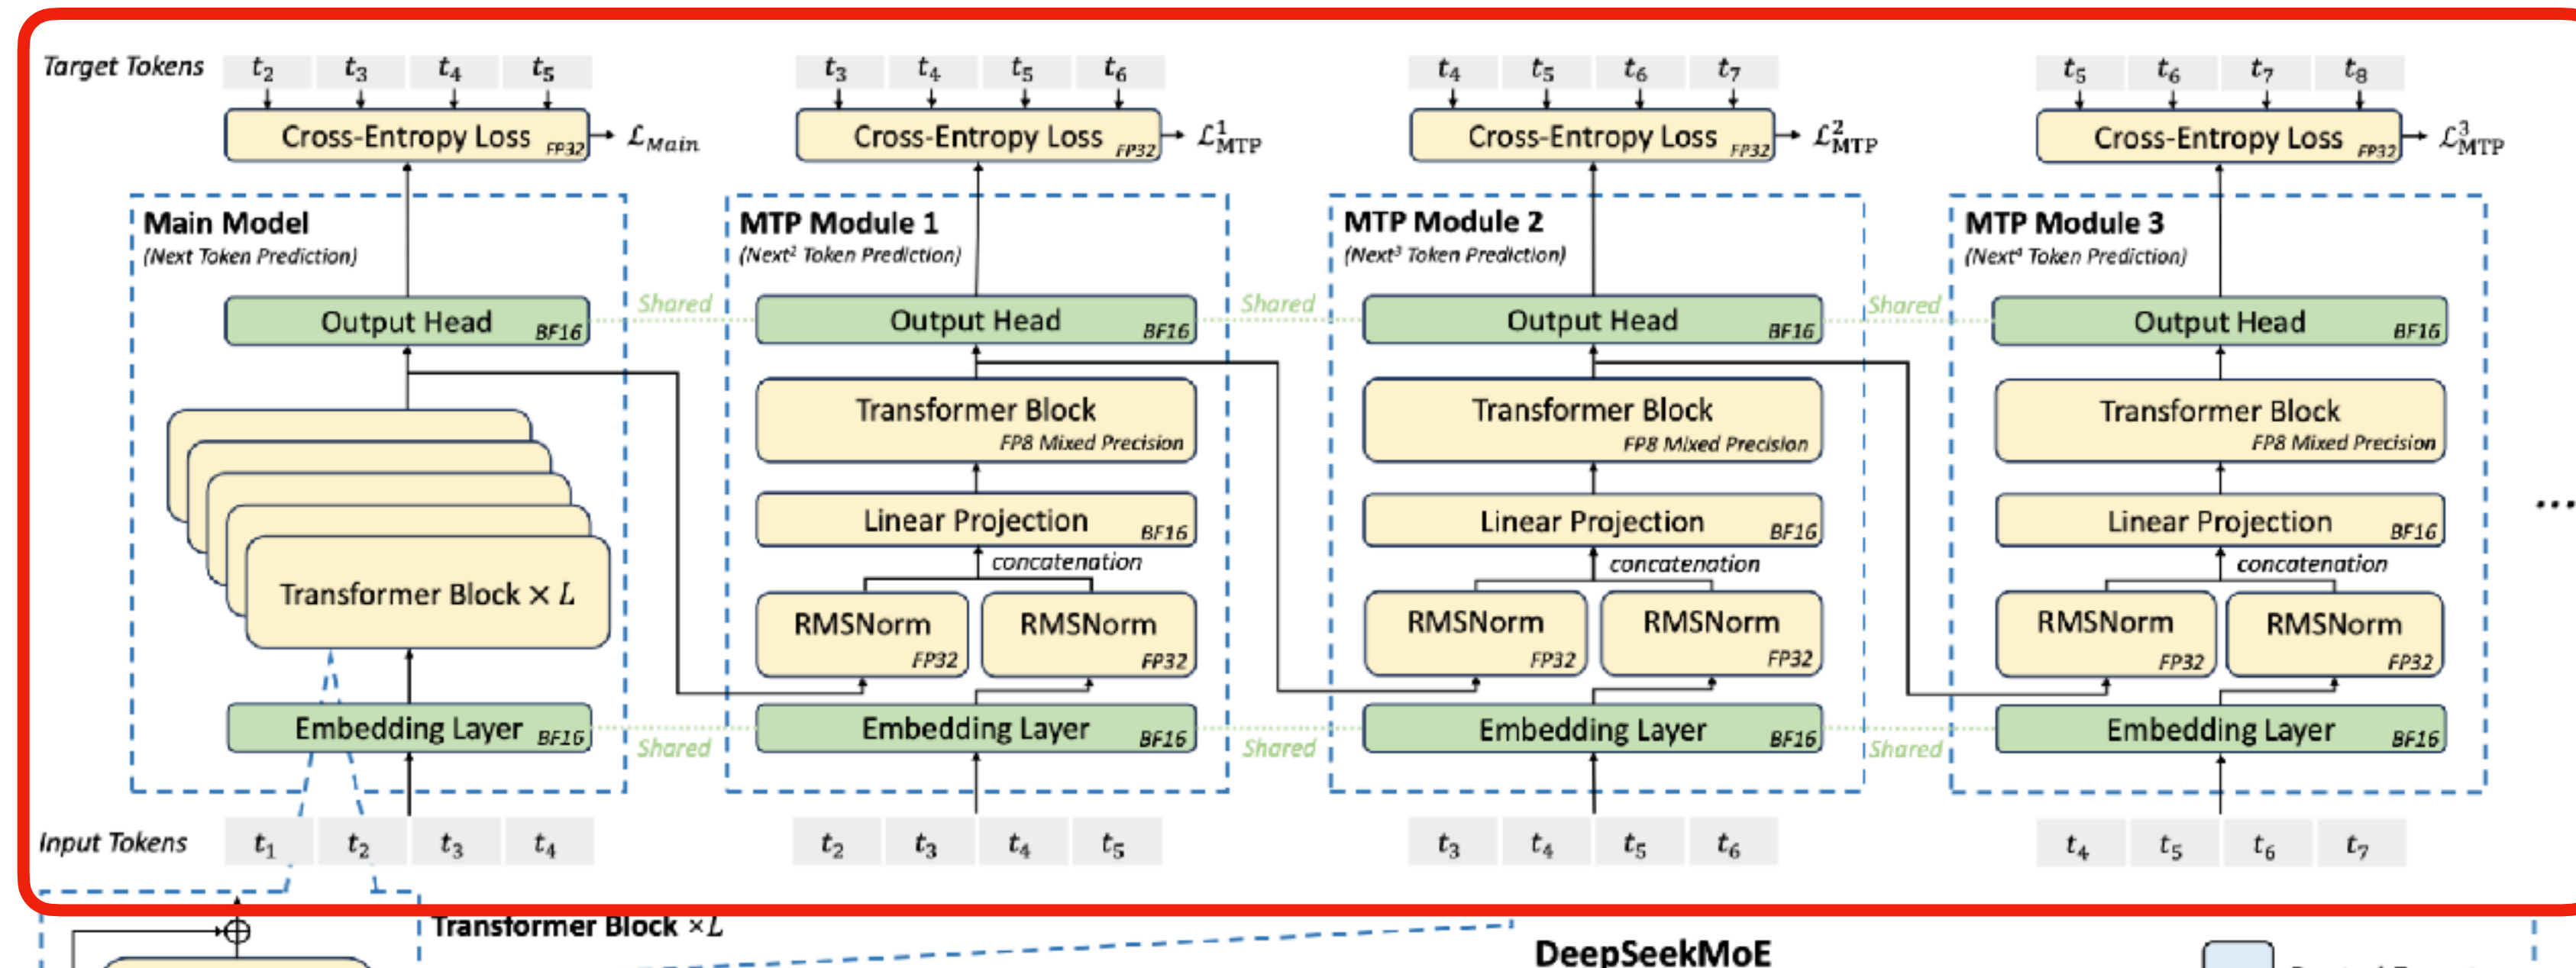 Target Tokens t2 t3 t4 t5 t3 t4 t5 t6 t4 t5 t6 t7 t5 t6 t7 t8
Cross-Entropy Loss FP32 ℒMain Cross-Entropy Loss FP32 ℒ¹MTP Cross-Entropy Loss FP32 ℒ²MTP Cross-Entropy Loss FP32 ℒ³MTP
Main Model MTP Module 1 MTP Module 2 MTP Module 3
(Next Token Prediction) (Next² Token Prediction) (Next³ Token Prediction) (Next⁴ Token Prediction)
Shared Shared Shared
Output Head BF16 Output Head BF16 Output Head BF16 Output Head BF16
Transformer Block Transformer Block Transformer Block
FP8 Mixed Precision FP8 Mixed Precision FP8 Mixed Precision
Linear Projection BF16 Linear Projection BF16 Linear Projection BF16 ...
concatenation concatenation concatenation
Transformer Block × L
RMSNorm FP32 RMSNorm FP32 RMSNorm FP32 RMSNorm FP32 RMSNorm FP32 RMSNorm FP32
Embedding Layer BF16 Embedding Layer BF16 Embedding Layer BF16 Embedding Layer BF16
Shared Shared Shared
Input Tokens t1 t2 t3 t4 t2 t3 t4 t5 t3 t4 t5 t6 t4 t5 t6 t7
Transformer Block ×L
DeepSeekMoE